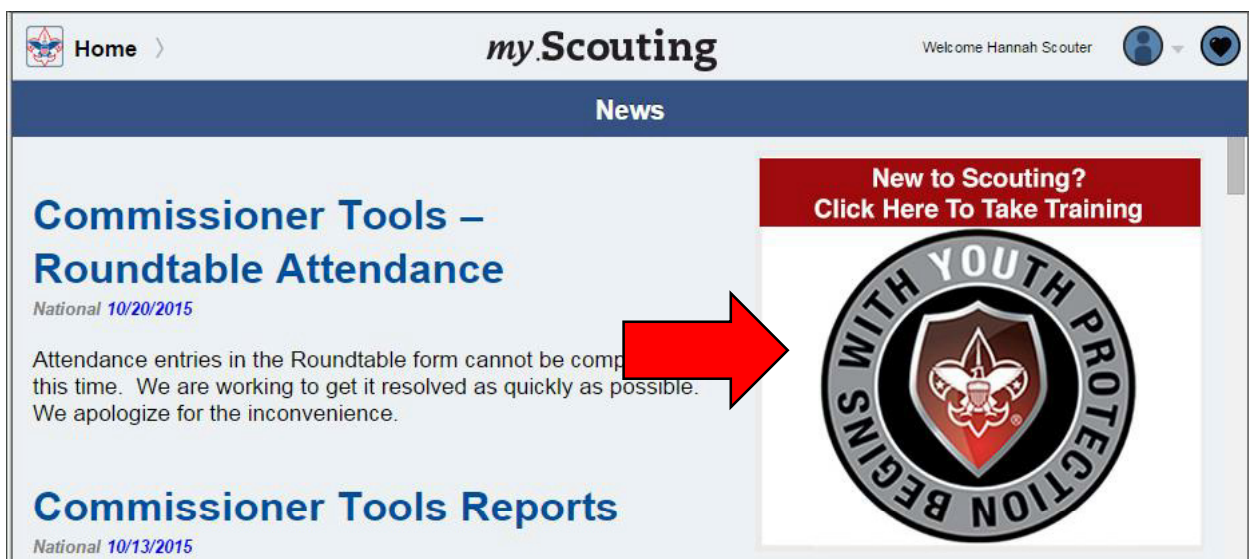 Home
my.Scouting
Welcome Hannah Scouter
News
Commissioner Tools –
Roundtable Attendance
National 10/20/2015
Attendance entries in the Roundtable form cannot be
this time. We are working to get it resolved as quickly as possible.
We apologize for the inconvenience.
Commissioner Tools Reports
National 10/13/2015
New to Scouting?
Click Here To Take Training
YOUTH PROTECTION BEGINS WITH